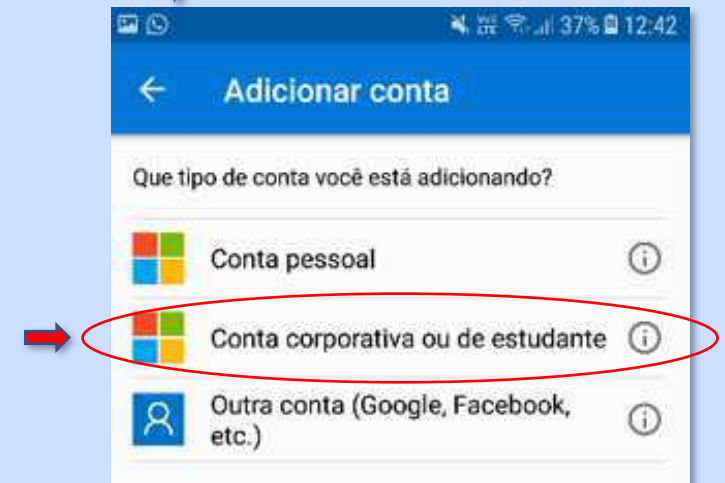 37% 12:42
Adicionar conta
Que tipo de conta você está adicionando?
Conta pessoal
Conta corporativa ou de estudante
Outra conta (Google, Facebook,
etc.)